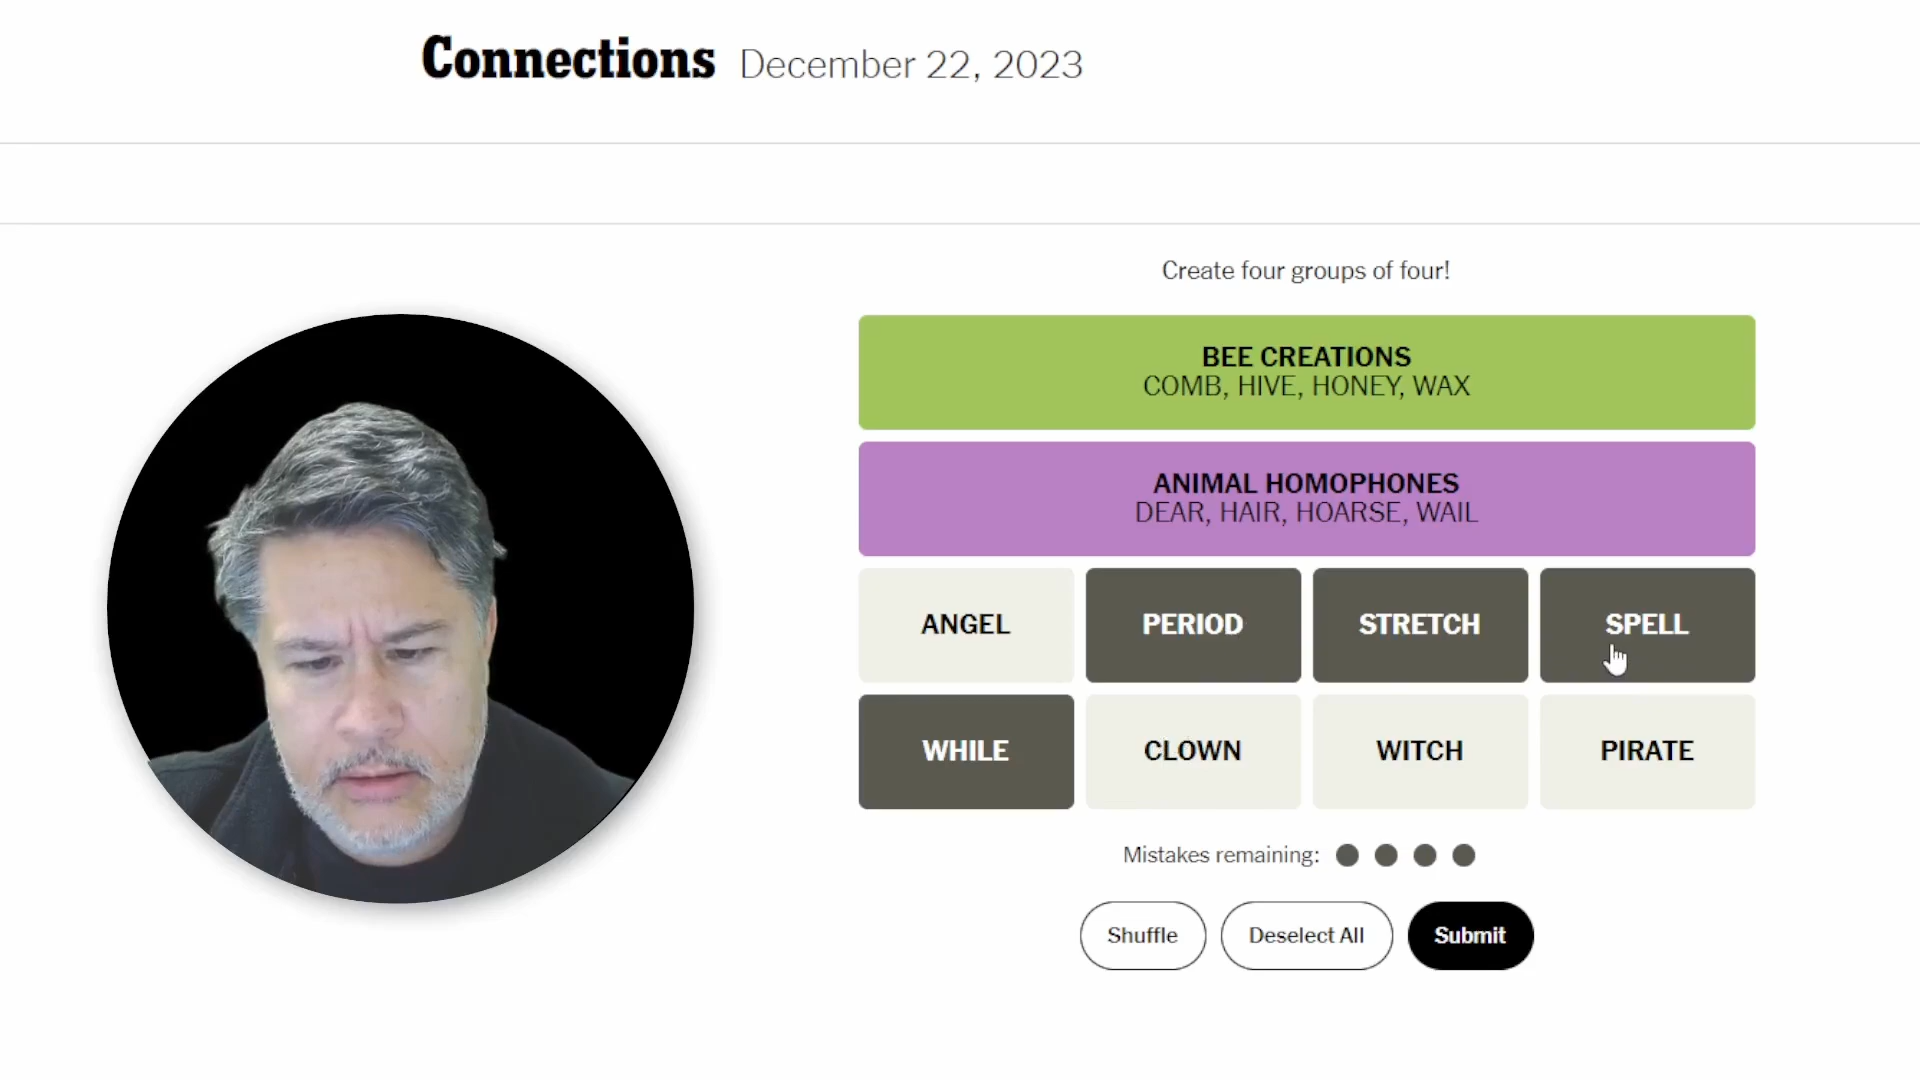 Connections December 22, 2023
Create four groups of four!
BEE CREATIONS
COMB, HIVE, HONEY, WAX
ANIMAL HOMOPHONES
DEAR, HAIR, HOARSE, WAIL
ANGEL PERIOD STRETCH SPELL
WHILE CLOWN WITCH PIRATE
Mistakes remaining:
Shuffle Deselect All Submit